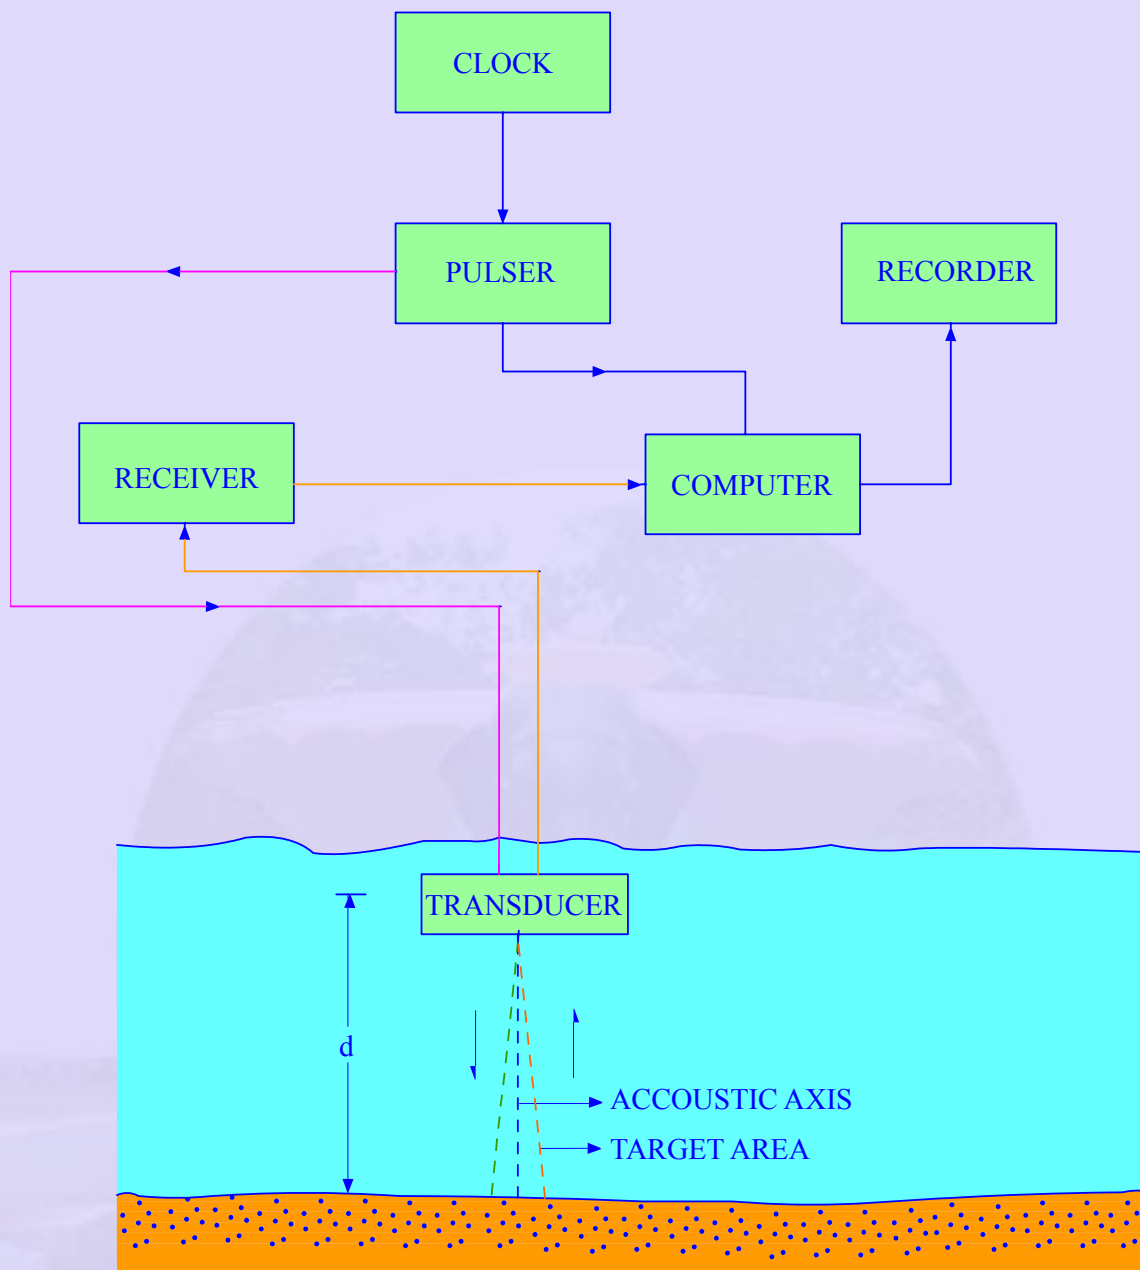 CLOCK
PULSER
RECORDER
RECEIVER
COMPUTER
TRANSDUCER
d
ACCOUSTIC AXIS
TARGET AREA